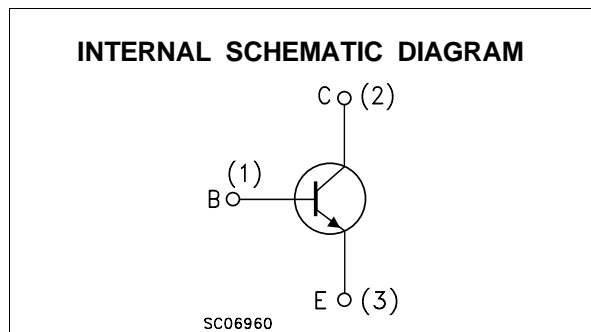 INTERNAL SCHEMATIC DIAGRAM
C (2)
(1)
B
E (3)
SC06960